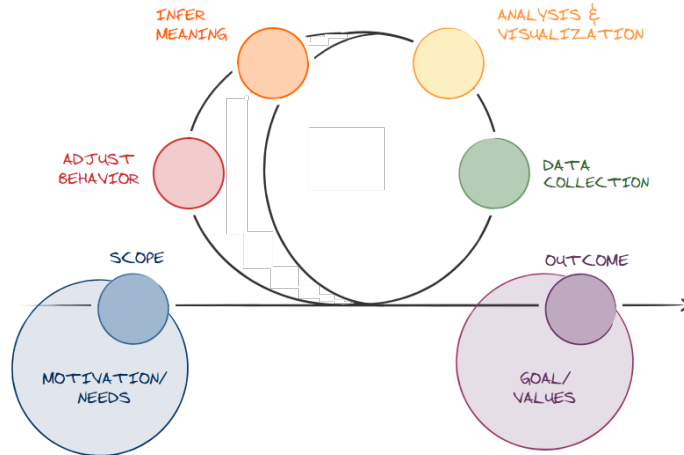 INFER
MEANING
ANALYSIS &
VISUALIZATION
ADJUST
BEHAVIOR
DATA
COLLECTION
SCOPE
OUTCOME
MOTIVATION/
NEEDS
GOAL/
VALUES